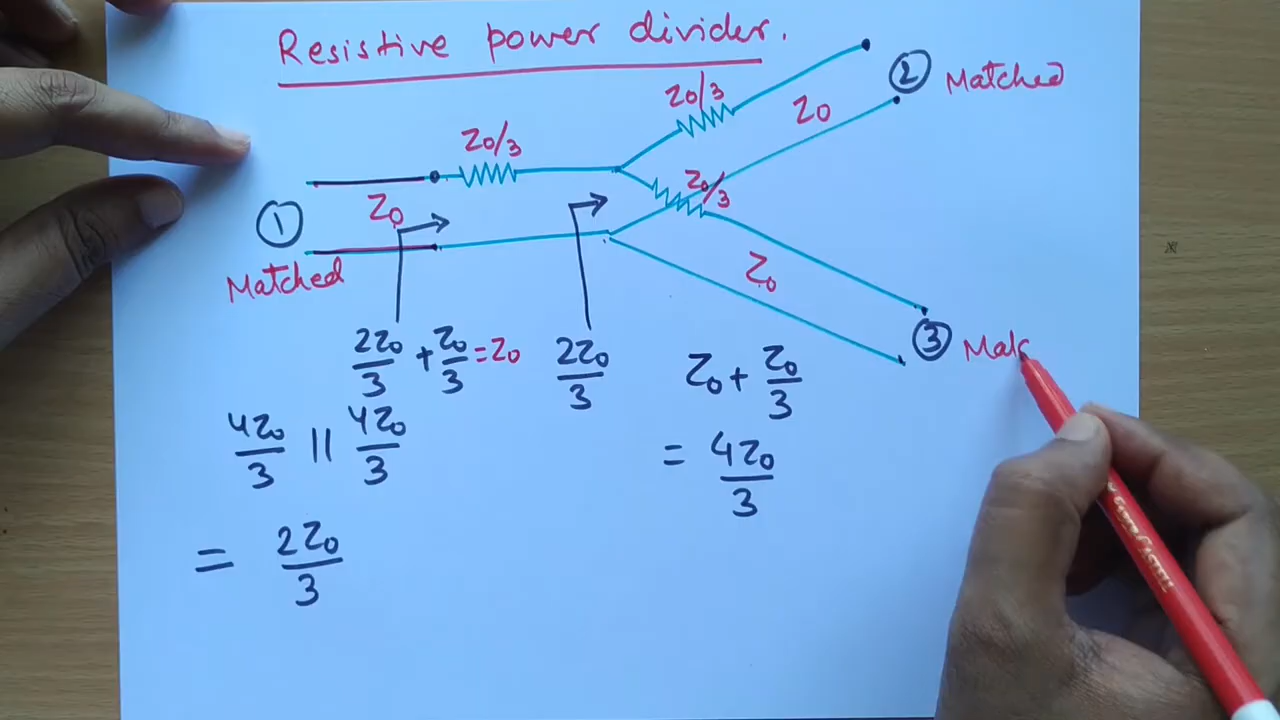 Resistive power divider.
② Matched
Z0/3
Z0
Z0/3
Z0/3
① Z0
Matched
Z0
③ Matc
2Z0/3 + Z0/3 = Z0
2Z0/3
Z0 + Z0/3
4Z0/3 || 4Z0/3
= 4Z0/3
= 2Z0/3